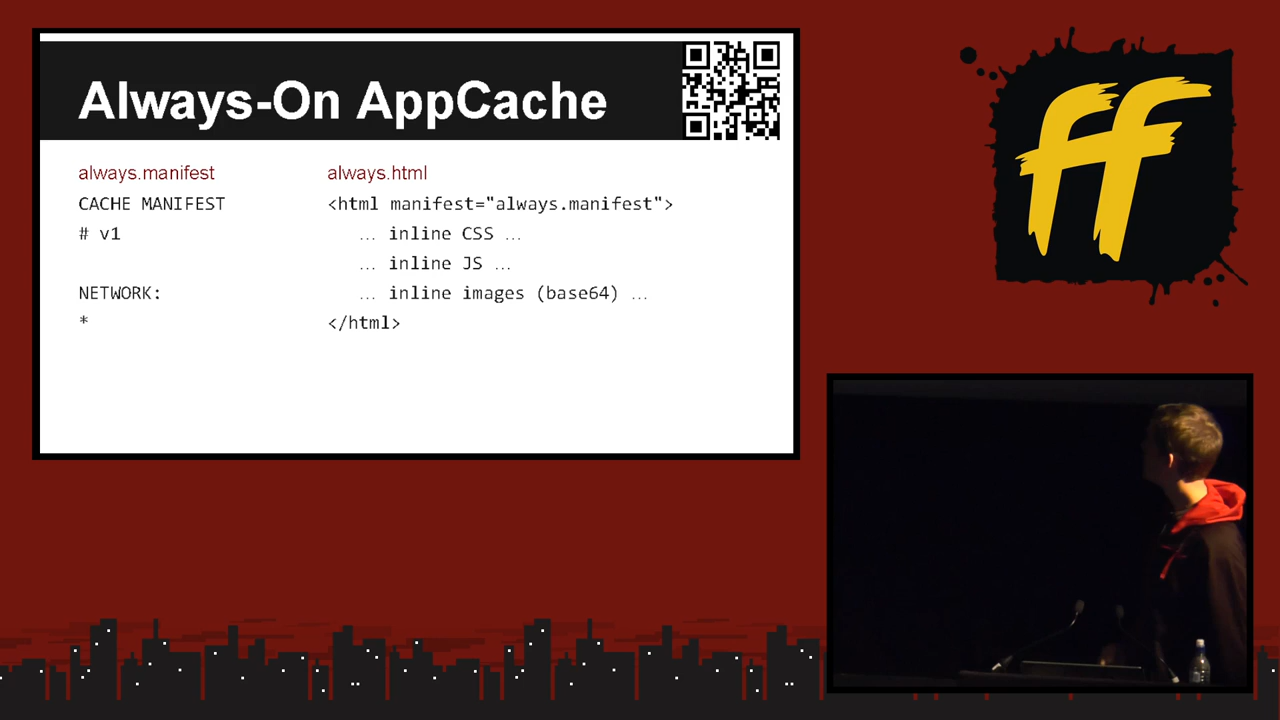 Always-On AppCache
always.manifest
CACHE MANIFEST
# v1
NETWORK:
*
always.html
<html manifest="always.manifest">
... inline CSS ...
... inline JS ...
... inline images (base64) ...
</html>
ff